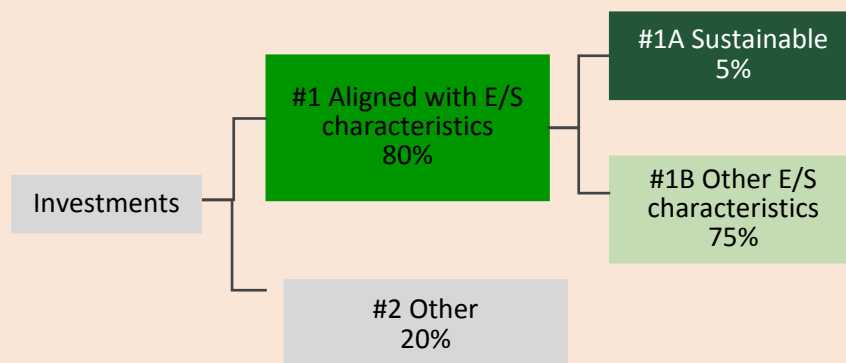 #1A Sustainable
5%
#1 Aligned with E/S
characteristics
80%
#1B Other E/S
characteristics
75%
Investments
#2 Other
20%